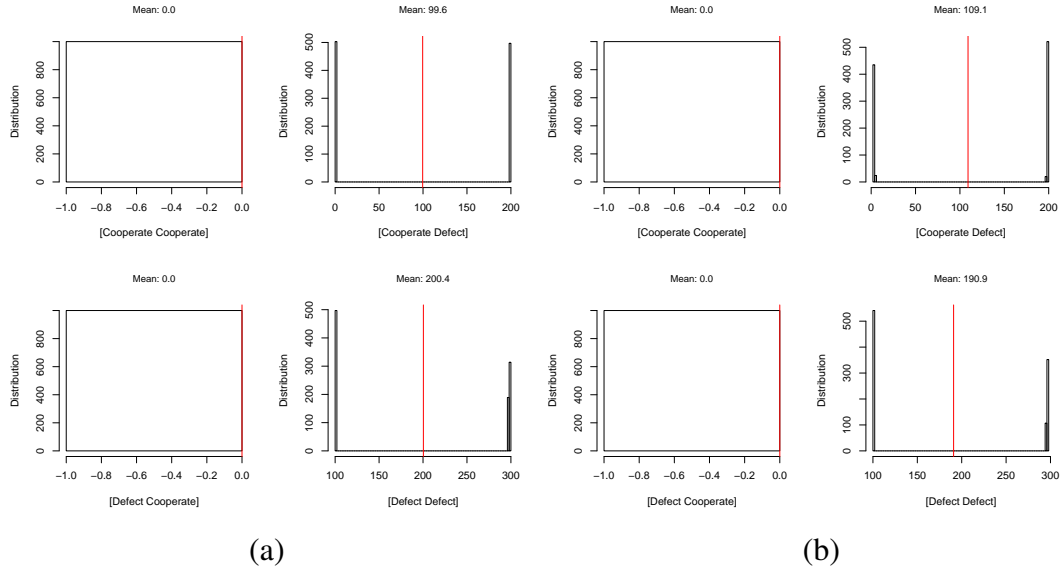 Mean: 0.0
Distribution
0 200 400 600 800
−1.0 −0.8 −0.6 −0.4 −0.2 0.0
[Cooperate Cooperate]
Mean: 99.6
Distribution
0 100 200 300 400 500
0 50 100 150 200
[Cooperate Defect]
Mean: 0.0
Distribution
0 200 400 600 800
−1.0 −0.8 −0.6 −0.4 −0.2 0.0
[Defect Cooperate]
Mean: 200.4
Distribution
0 100 200 300 400 500
100 150 200 250 300
[Defect Defect]
(a)
Mean: 0.0
Distribution
0 200 400 600 800
−1.0 −0.8 −0.6 −0.4 −0.2 0.0
[Cooperate Cooperate]
Mean: 109.1
Distribution
0 100 200 300 400 500
0 50 100 150 200
[Cooperate Defect]
Mean: 0.0
Distribution
0 200 400 600 800
−1.0 −0.8 −0.6 −0.4 −0.2 0.0
[Defect Cooperate]
Mean: 190.9
Distribution
0 100 300 500
100 150 200 250 300
[Defect Defect]
(b)